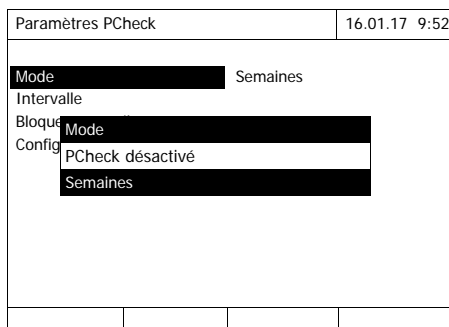 Paramètres PCheck 16.01.17 9:52
Mode Semaines
Intervalle
Mode
PCheck désactivé
Semaines